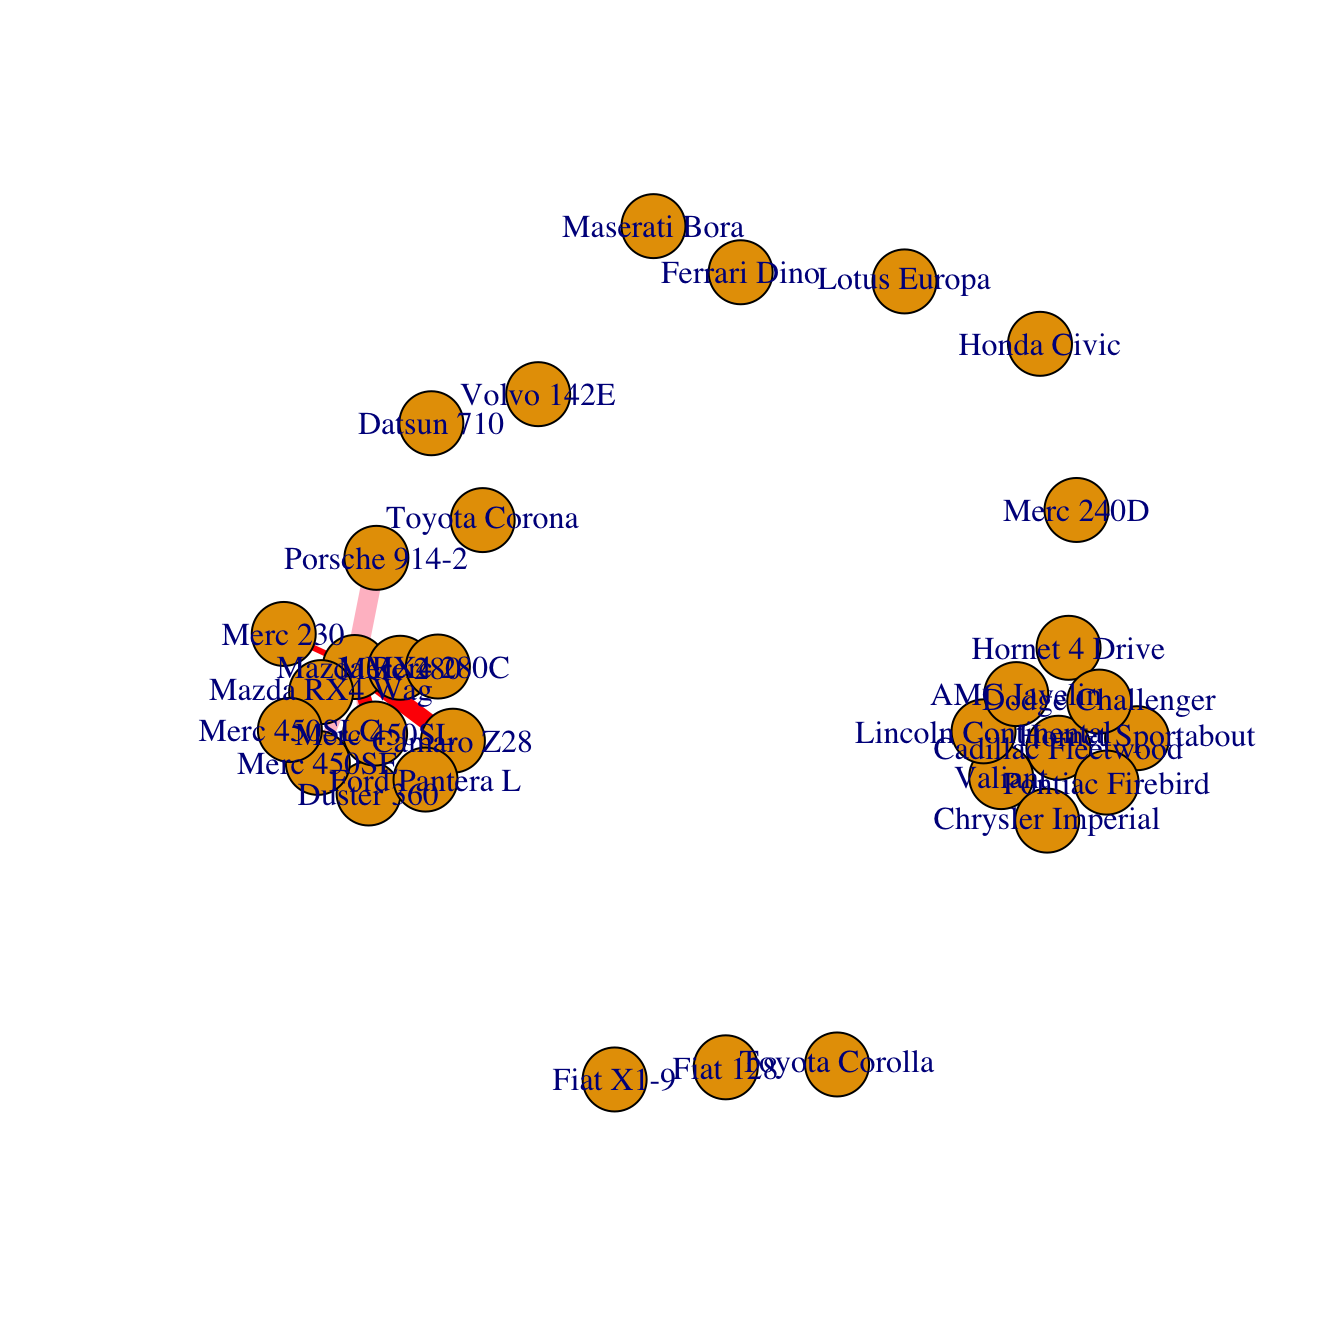 Maserati Bora
Ferrari Dino
Lotus Europa
Honda Civic
Volvo 142E
Datsun 710
Merc 240D
Toyota Corona
Porsche 914-2
Merc 230
Hornet 4 Drive
Mazda RX4
Merc 280
Merc 280C
Mazda RX4 Wag
AMC Javelin
Dodge Challenger
Merc 450SLC
Merc 450SL
Camaro Z28
Lincoln Continental
Hornet Sportabout
Cadillac Fleetwood
Merc 450SE
Ford Pantera L
Valiant
Pontiac Firebird
Duster 360
Chrysler Imperial
Fiat X1-9
Fiat 128
Toyota Corolla